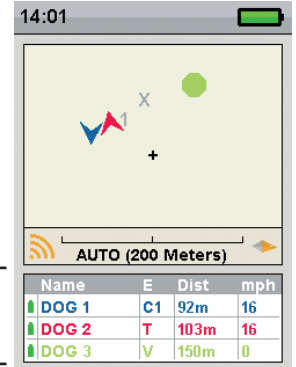 14:01
X
1
AUTO (200 Meters)
Name E Dist mph
DOG 1 C1 92m 16
DOG 2 T 103m 16
DOG 3 V 150m 0